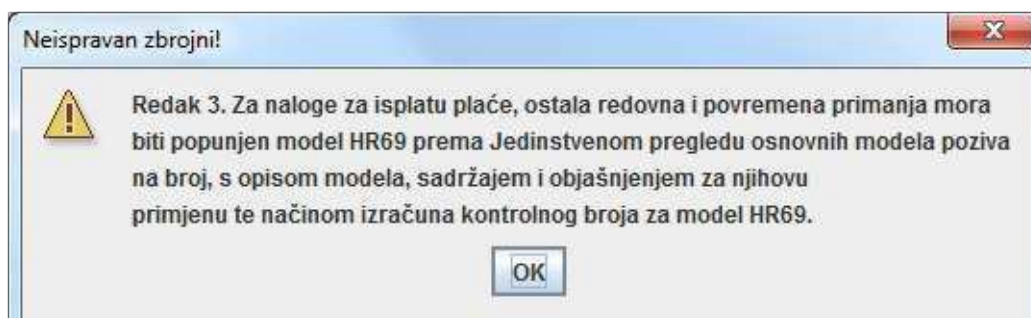 Neispravan zbrojni!
Redak 3. Za naloge za isplatu plaće, ostala redovna i povremena primanja mora
biti popunjen model HR69 prema Jedinstvenom pregledu osnovnih modela poziva
na broj, s opisom modela, sadržajem i objašnjenjem za njihovu
primjenu te načinom izračuna kontrolnog broja za model HR69.
OK